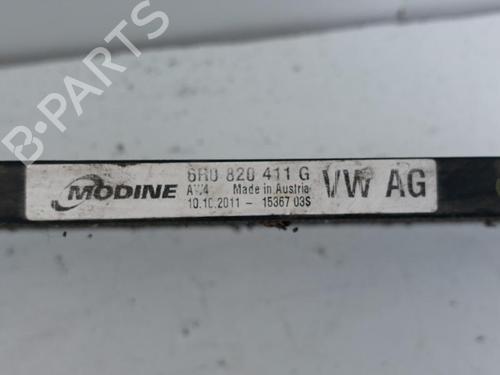 B-Parts
MODINE
6R0 820 411 G
AW4 Made in Austria
10.10.2011 - 15367 03S
VW AG